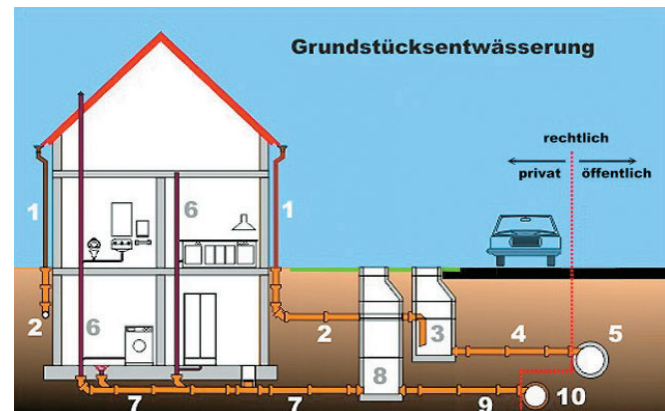 Grundstücksentwässerung
rechtlich
privat öffentlich
1 6 1
2 6 2 3 4 5
8
7 7 9 10